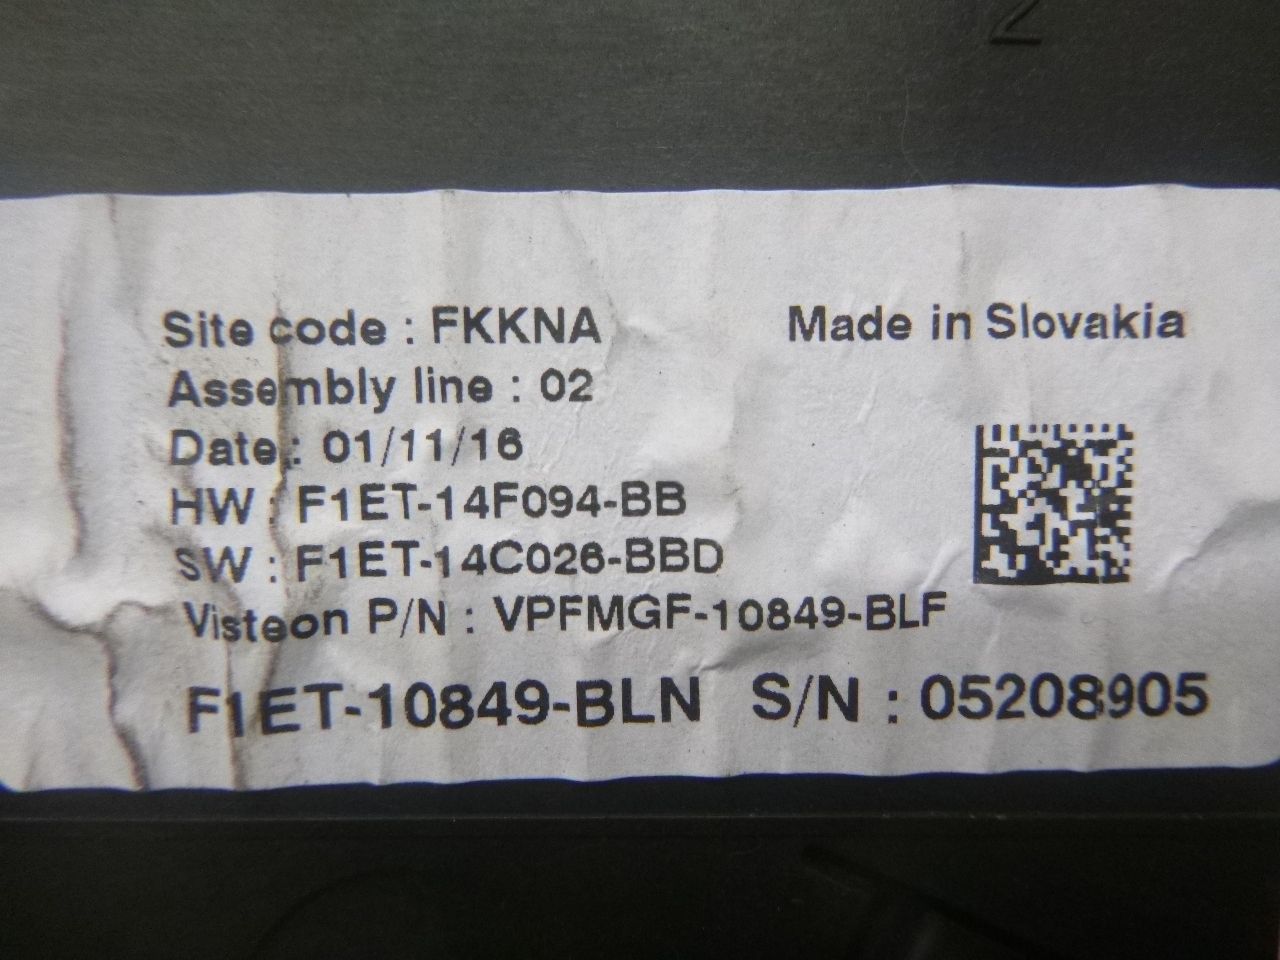 Site code : FKKNA
Made in Slovakia
Assembly line : 02
Date : 01/11/16
HW : F1ET-14F094-BB
SW : F1ET-14C026-BBD
Visteon P/N : VPFMGF-10849-BLF
F1ET-10849-BLN S/N : 05208905